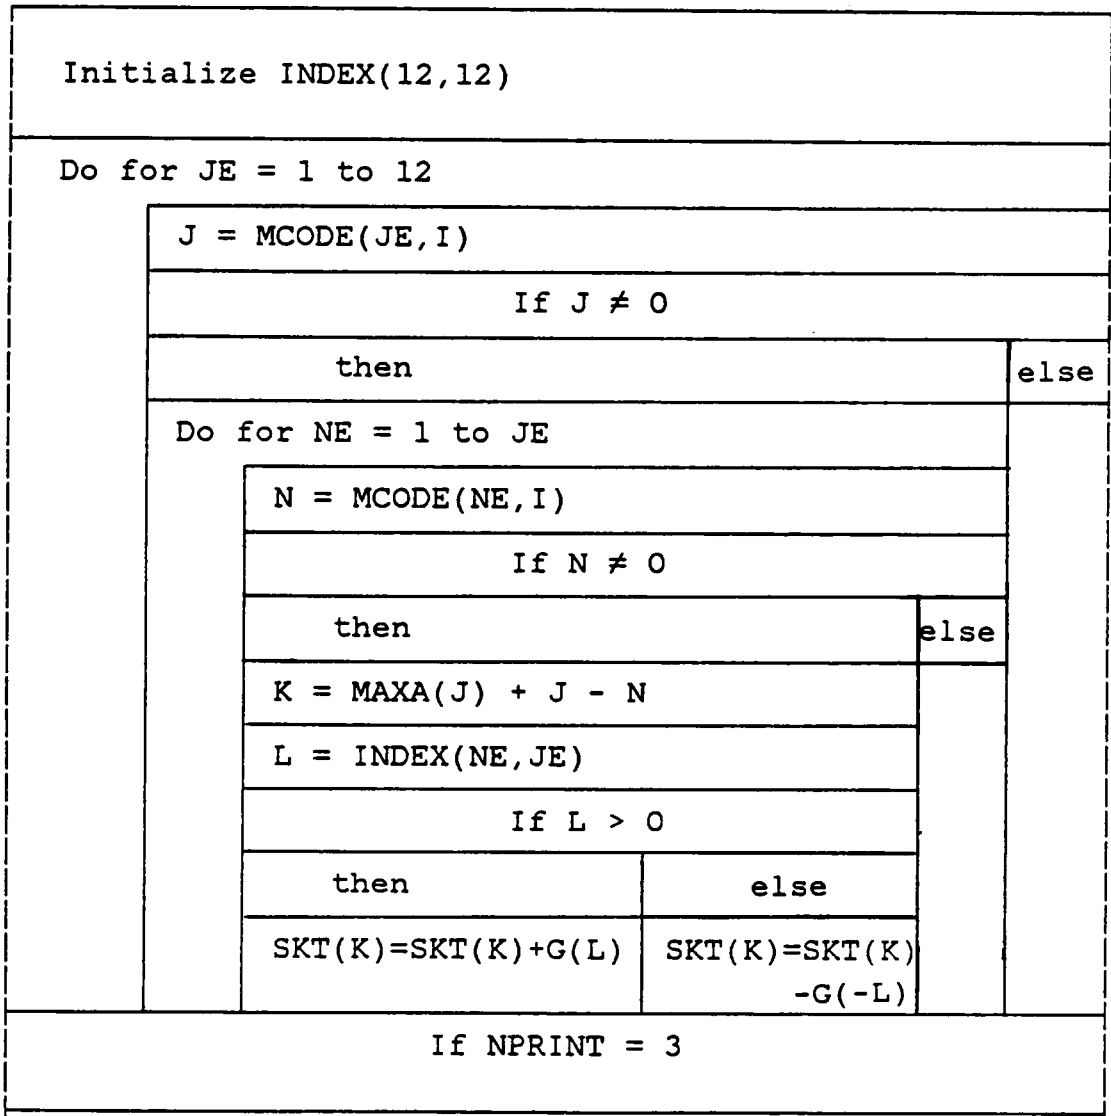 Initialize INDEX(12,12)
Do for JE = 1 to 12
J = MCODE(JE,I)
If J ≠ 0
then else
Do for NE = 1 to JE
N = MCODE(NE,I)
If N ≠ 0
then else
K = MAXA(J) + J - N
L = INDEX(NE,JE)
If L > 0
then else
SKT(K)=SKT(K)+G(L) SKT(K)=SKT(K)
-G(-L)
If NPRINT = 3